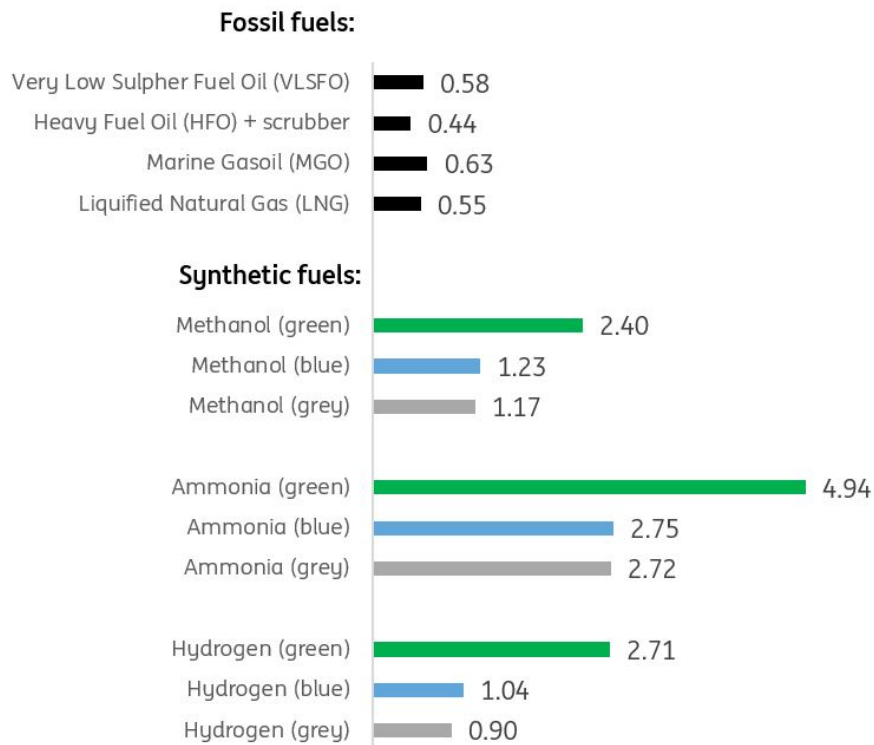 Fossil fuels:
Very Low Sulpher Fuel Oil (VLSFO) 0.58
Heavy Fuel Oil (HFO) + scrubber 0.44
Marine Gasoil (MGO) 0.63
Liquified Natural Gas (LNG) 0.55
Synthetic fuels:
Methanol (green) 2.40
Methanol (blue) 1.23
Methanol (grey) 1.17
Ammonia (green) 4.94
Ammonia (blue) 2.75
Ammonia (grey) 2.72
Hydrogen (green) 2.71
Hydrogen (blue) 1.04
Hydrogen (grey) 0.90